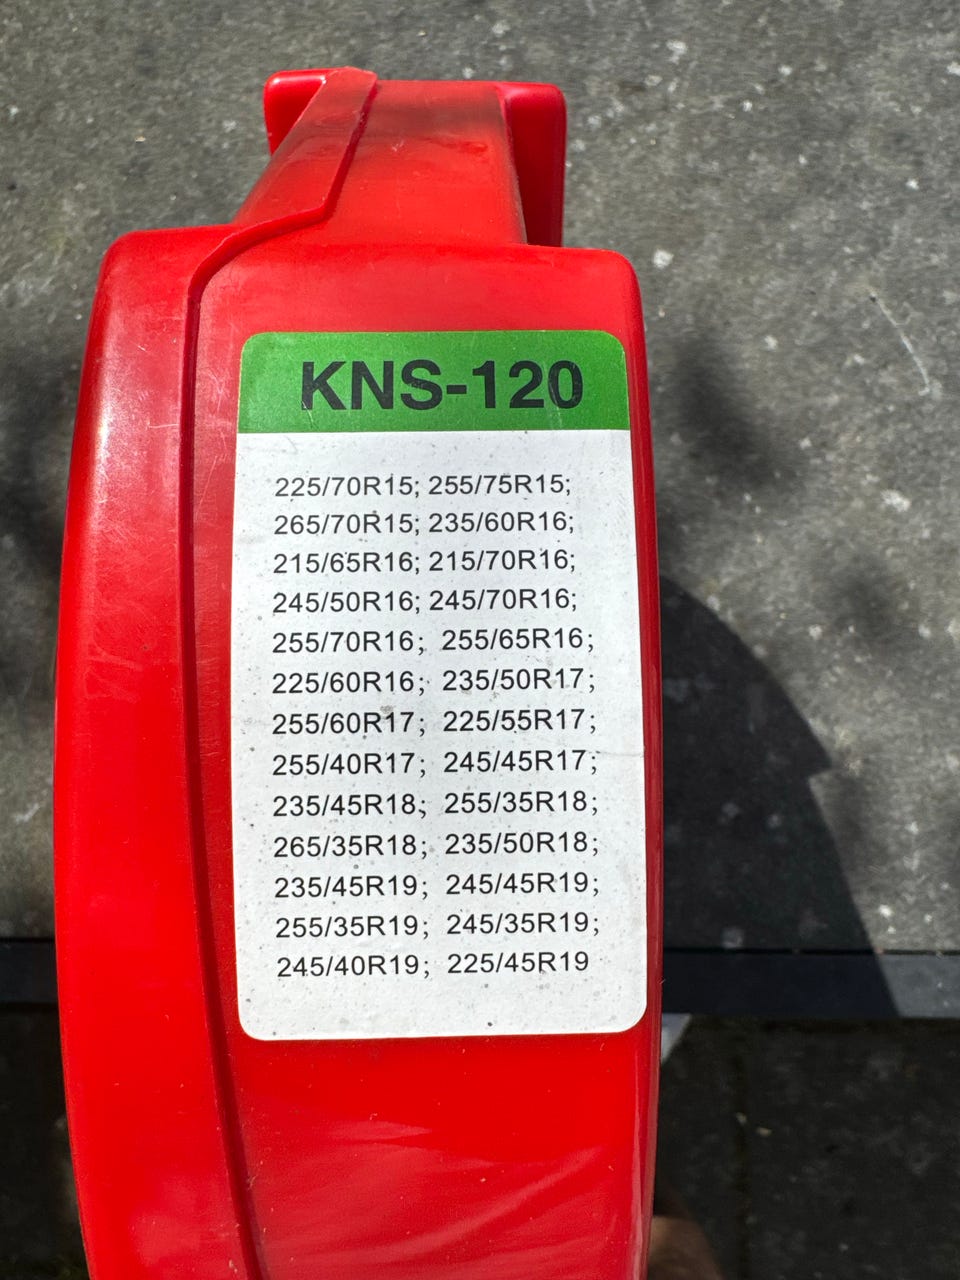 KNS-120
225/70R15; 255/75R15;
265/70R15; 235/60R16;
215/65R16; 215/70R16;
245/50R16; 245/70R16;
255/70R16; 255/65R16;
225/60R16; 235/50R17;
255/60R17; 225/55R17;
255/40R17; 245/45R17;
235/45R18; 255/35R18;
265/35R18; 235/50R18;
235/45R19; 245/45R19;
255/35R19; 245/35R19;
245/40R19; 225/45R19